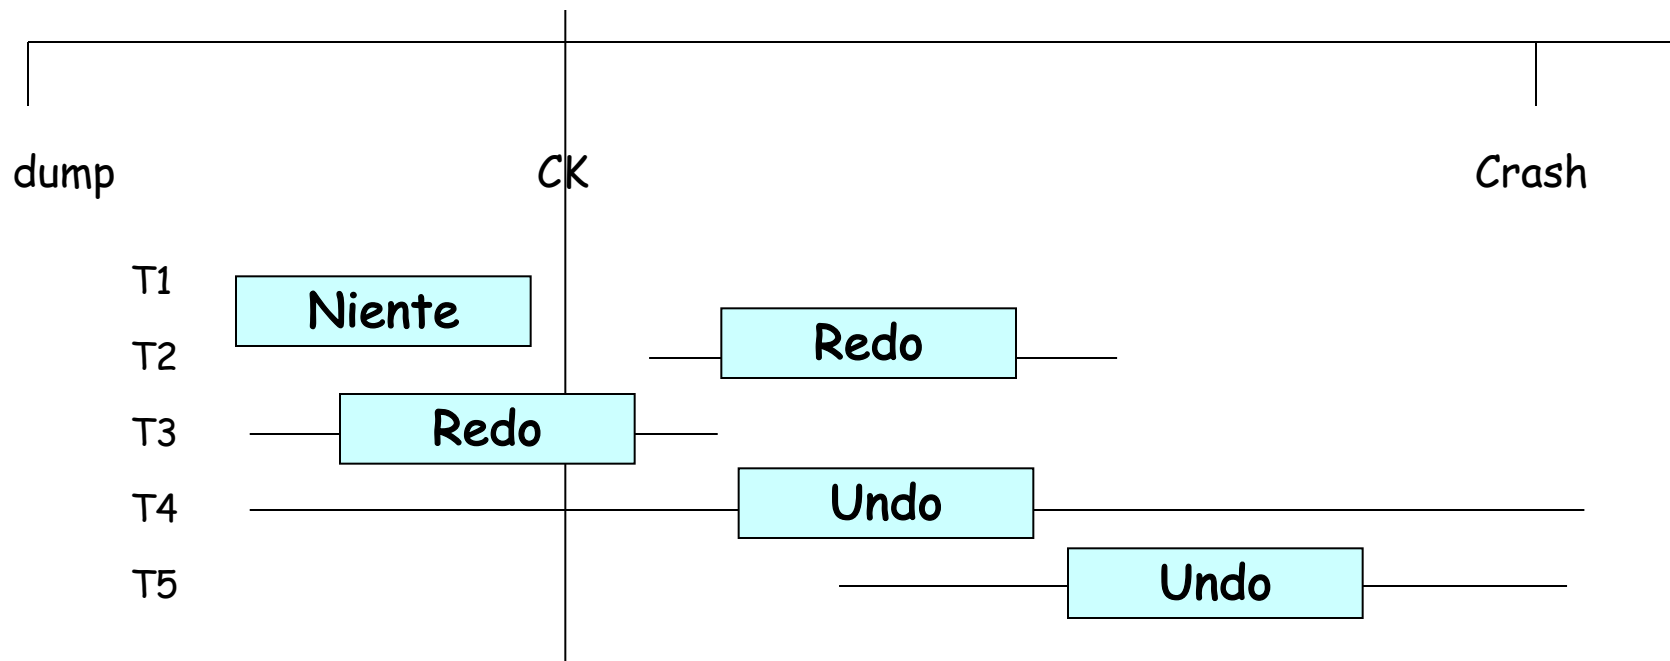 dump CK Crash
T1 Niente
T2 Redo
T3 Redo
T4 Undo
T5 Undo